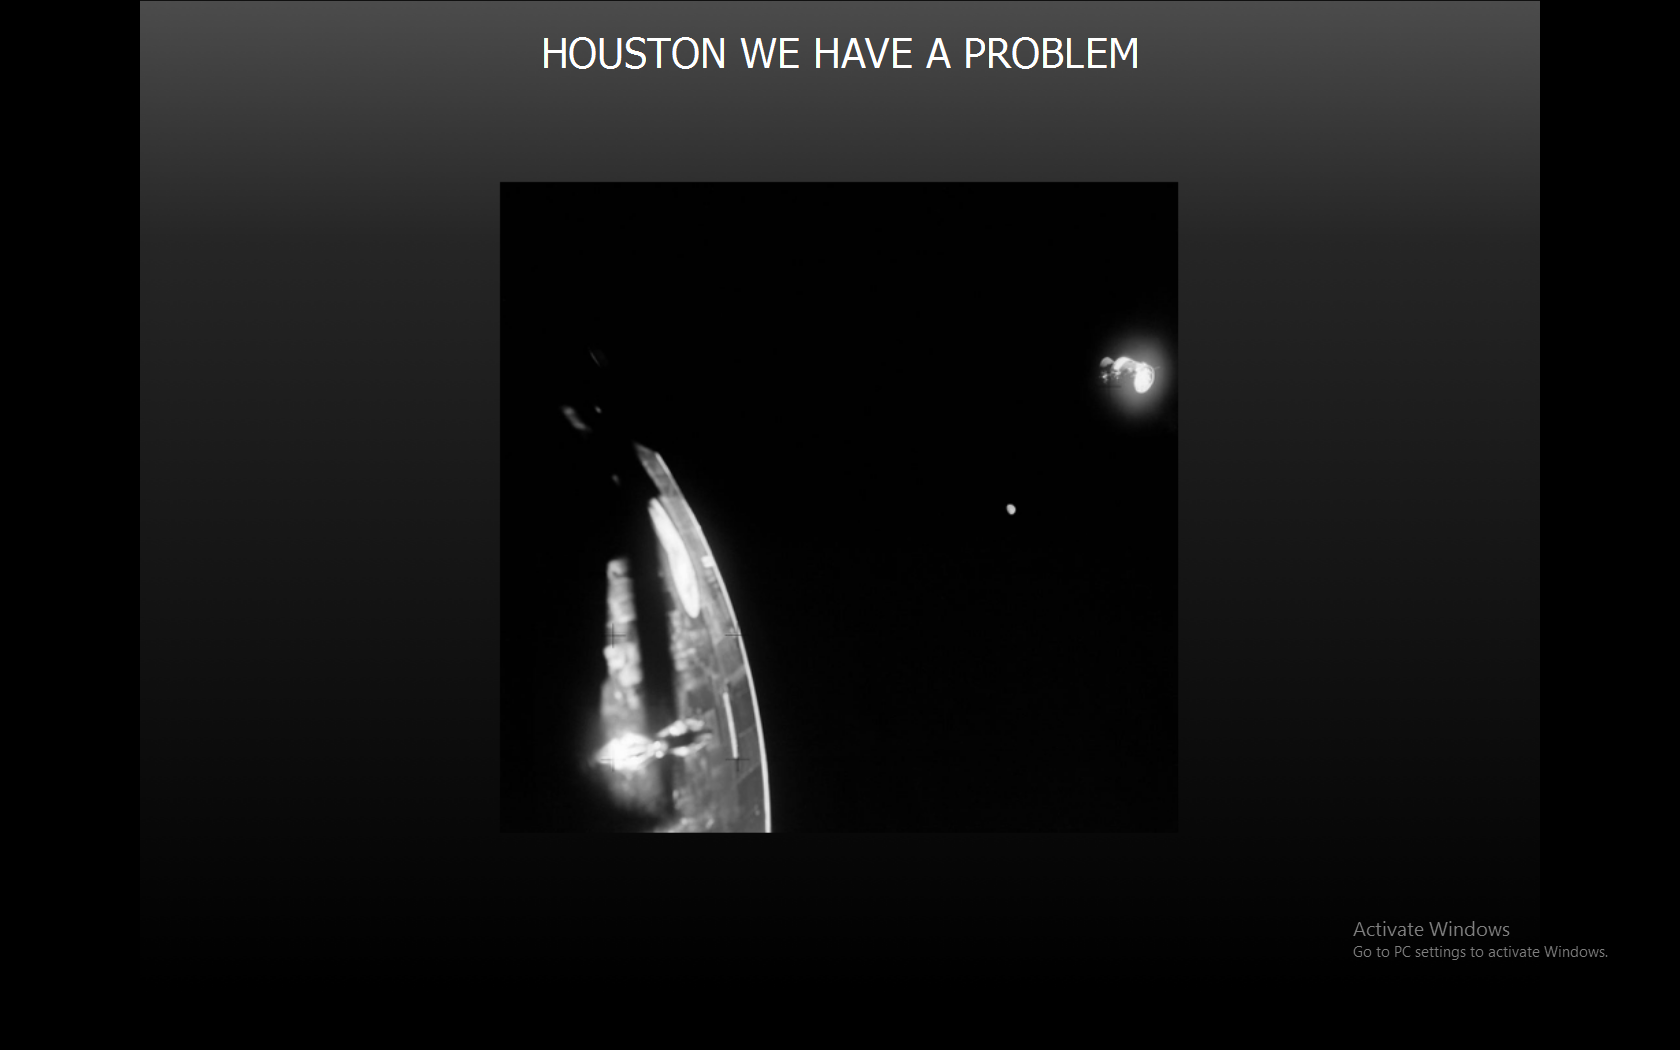 HOUSTON WE HAVE A PROBLEM
Activate Windows
Go to PC settings to activate Windows.